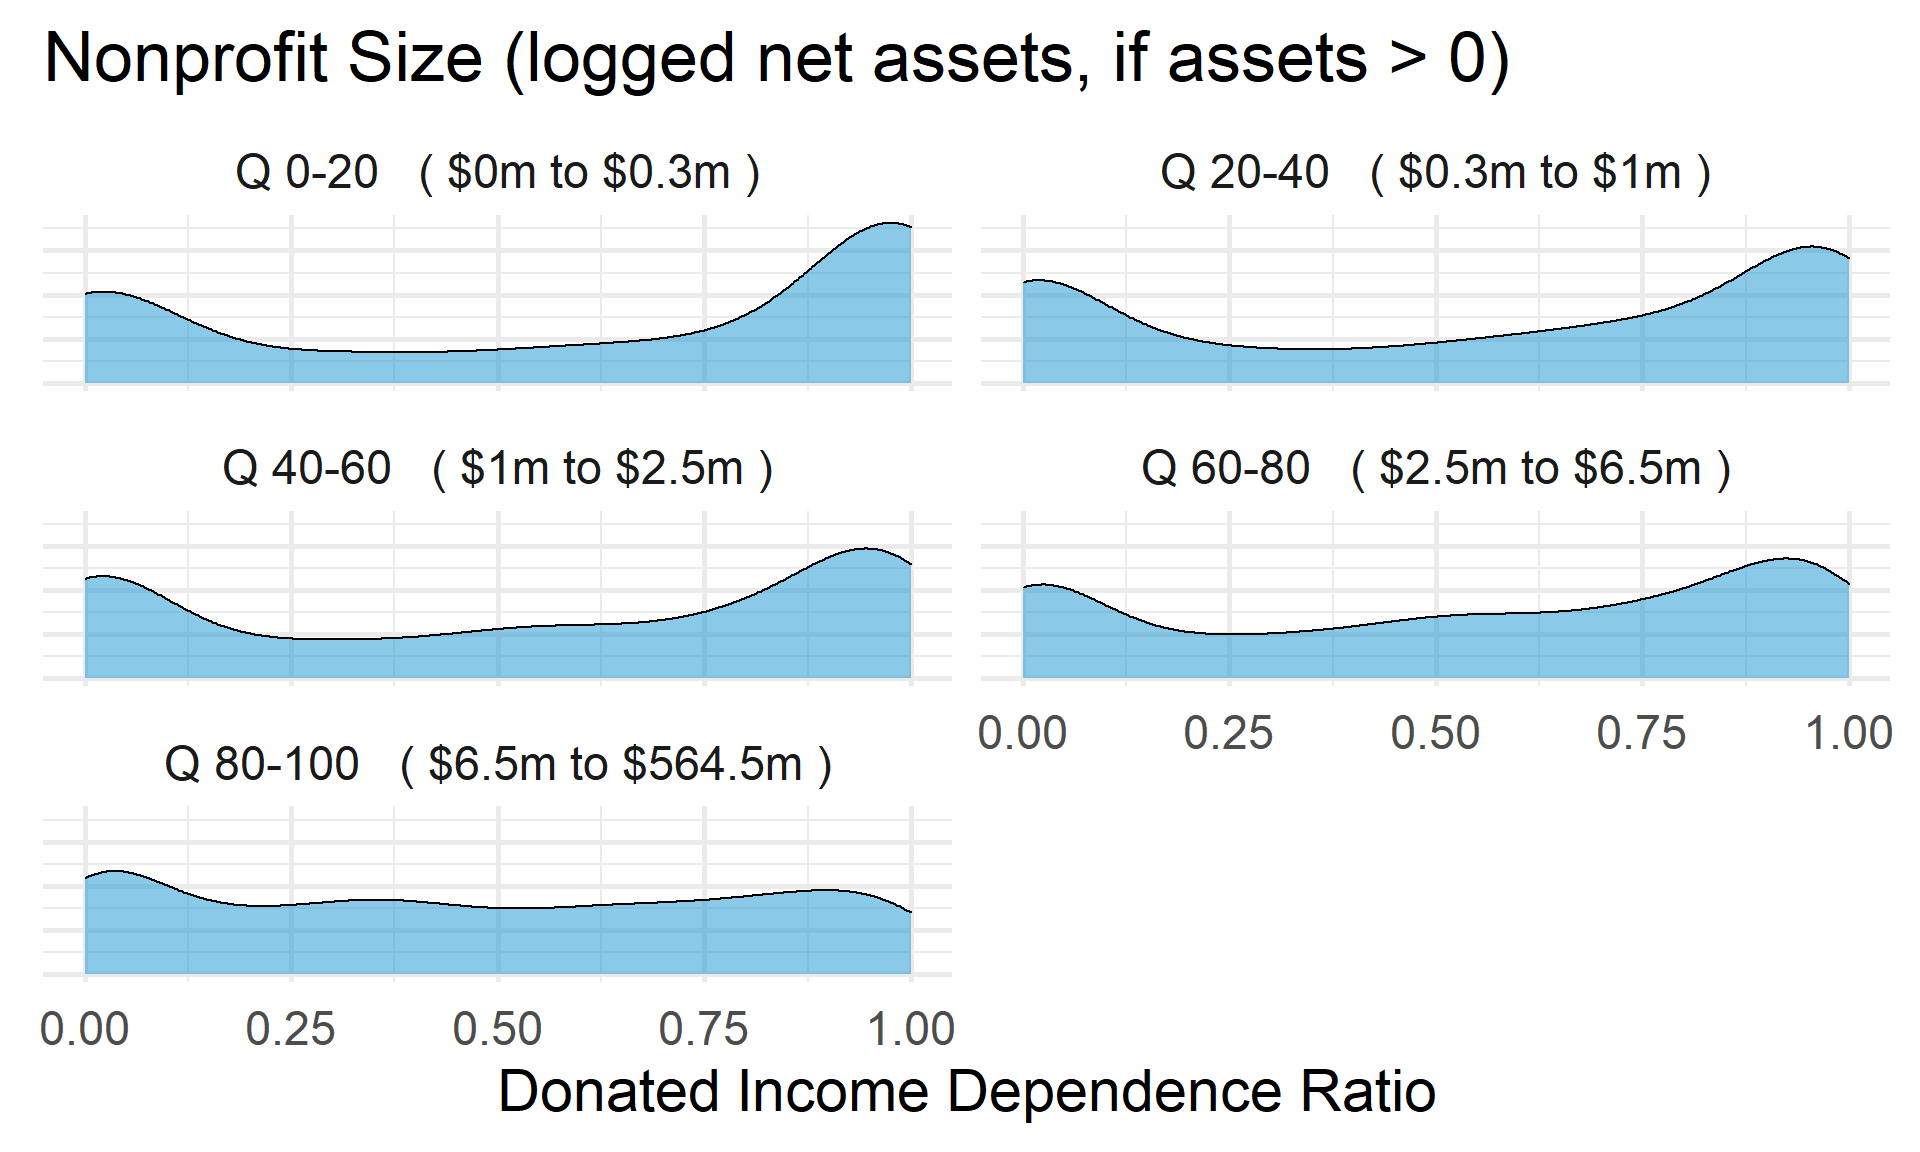 Nonprofit Size (logged net assets, if assets > 0)
Q 0-20 ( $0m to $0.3m )
Q 20-40 ( $0.3m to $1m )
Q 40-60 ( $1m to $2.5m )
Q 60-80 ( $2.5m to $6.5m )
0.00 0.25 0.50 0.75 1.00
Q 80-100 ( $6.5m to $564.5m )
0.00 0.25 0.50 0.75 1.00
Donated Income Dependence Ratio